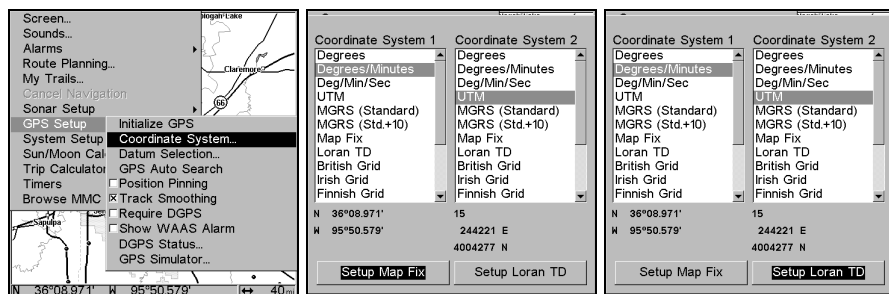 Screen...
Sounds...
Alarms
Route Planning...
My Trails...
Cancel Navigation
Sonar Setup
GPS Setup
System Setup
Sun/Moon Cal
Trip Calculator
Timers
Browse MMC
Initialize GPS
Coordinate System...
Datum Selection...
GPS Auto Search
Position Pinning
Track Smoothing
Require DGPS
Show WAAS Alarm
DGPS Status...
GPS Simulator...
Claremore
66
Sapulpa
N 36°08.971' W 95°50.579' 40 mi
Coordinate System 1
Degrees
Degrees/Minutes
Deg/Min/Sec
UTM
MGRS (Standard)
MGRS (Std.+10)
Map Fix
Loran TD
British Grid
Irish Grid
Finnish Grid
Coordinate System 2
Degrees
Degrees/Minutes
Deg/Min/Sec
UTM
MGRS (Standard)
MGRS (Std.+10)
Map Fix
Loran TD
British Grid
Irish Grid
Finnish Grid
N 36°08.971'
W 95°50.579'
15
244221 E
4004277 N
Setup Map Fix
Setup Loran TD
Coordinate System 1
Degrees
Degrees/Minutes
Deg/Min/Sec
UTM
MGRS (Standard)
MGRS (Std.+10)
Map Fix
Loran TD
British Grid
Irish Grid
Finnish Grid
Coordinate System 2
Degrees
Degrees/Minutes
Deg/Min/Sec
UTM
MGRS (Standard)
MGRS (Std.+10)
Map Fix
Loran TD
British Grid
Irish Grid
Finnish Grid
N 36°08.971'
W 95°50.579'
15
244221 E
4004277 N
Setup Map Fix
Setup Loran TD